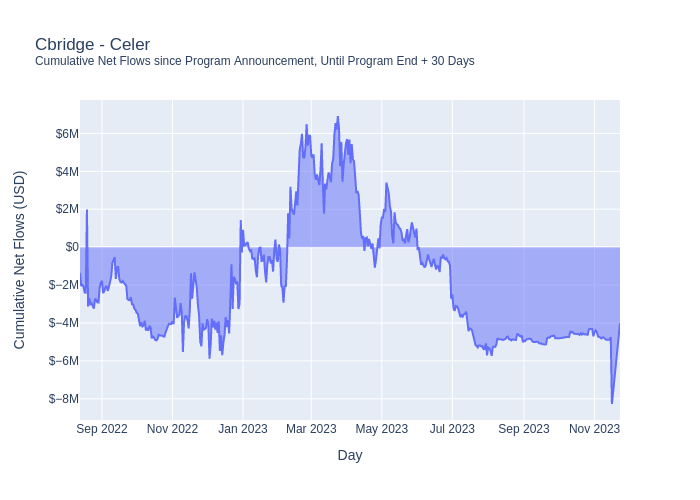 Cbridge - Celer
Cumulative Net Flows since Program Announcement, Until Program End + 30 Days
Cumulative Net Flows (USD)
$6M
$4M
$2M
$0
$−2M
$−4M
$−6M
$−8M
Sep 2022 Nov 2022 Jan 2023 Mar 2023 May 2023 Jul 2023 Sep 2023 Nov 2023
Day